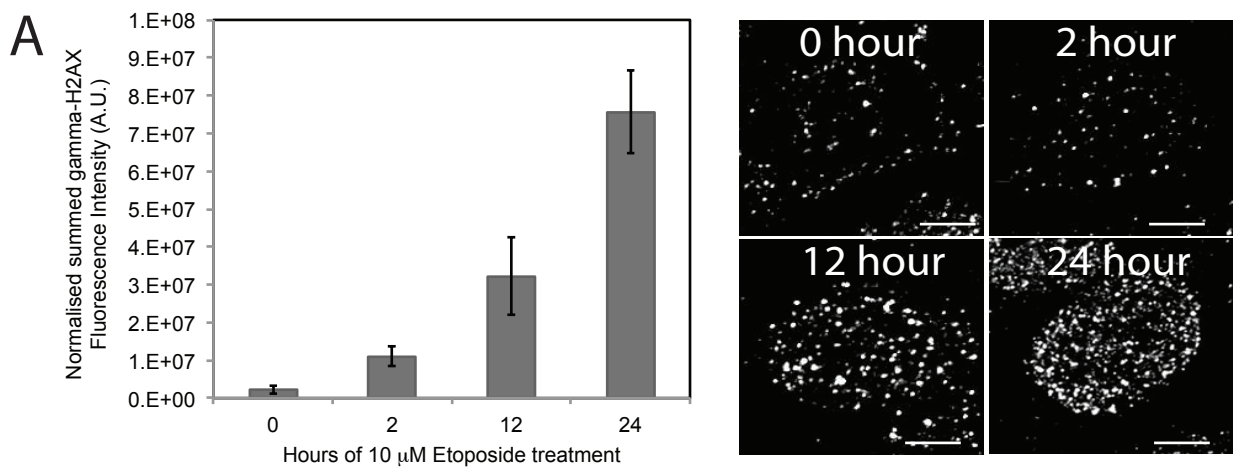 A
Normalised summed gamma-H2AX
Fluorescence Intensity (A.U.)
1.E+08
9.E+07
8.E+07
7.E+07
6.E+07
5.E+07
4.E+07
3.E+07
2.E+07
1.E+07
0.E+00
0 2 12 24
Hours of 10 μM Etoposide treatment
0 hour
2 hour
12 hour
24 hour